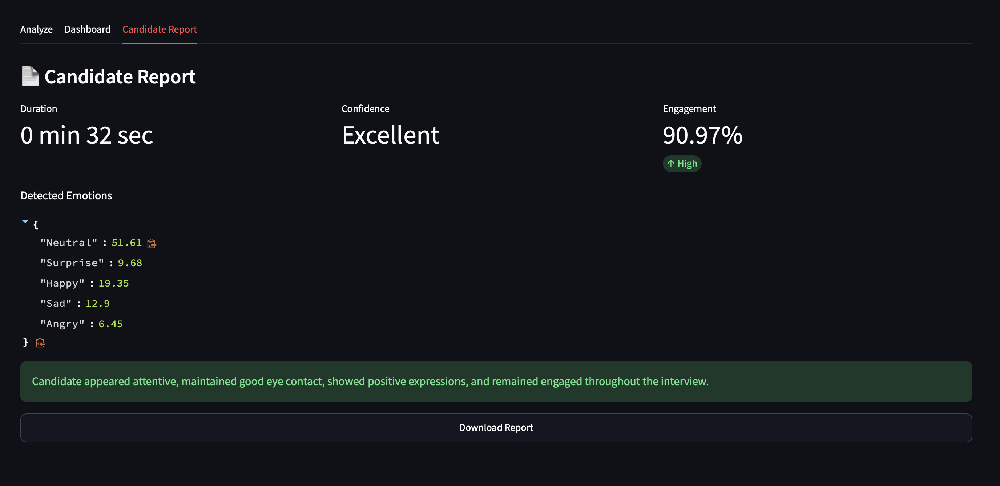 Analyze Dashboard Candidate Report
Candidate Report
Duration Confidence Engagement
0 min 32 sec Excellent 90.97%
↑ High
Detected Emotions
{
"Neutral" : 51.61
"Surprise" : 9.68
"Happy" : 19.35
"Sad" : 12.9
"Angry" : 6.45
}
Candidate appeared attentive, maintained good eye contact, showed positive expressions, and remained engaged throughout the interview.
Download Report